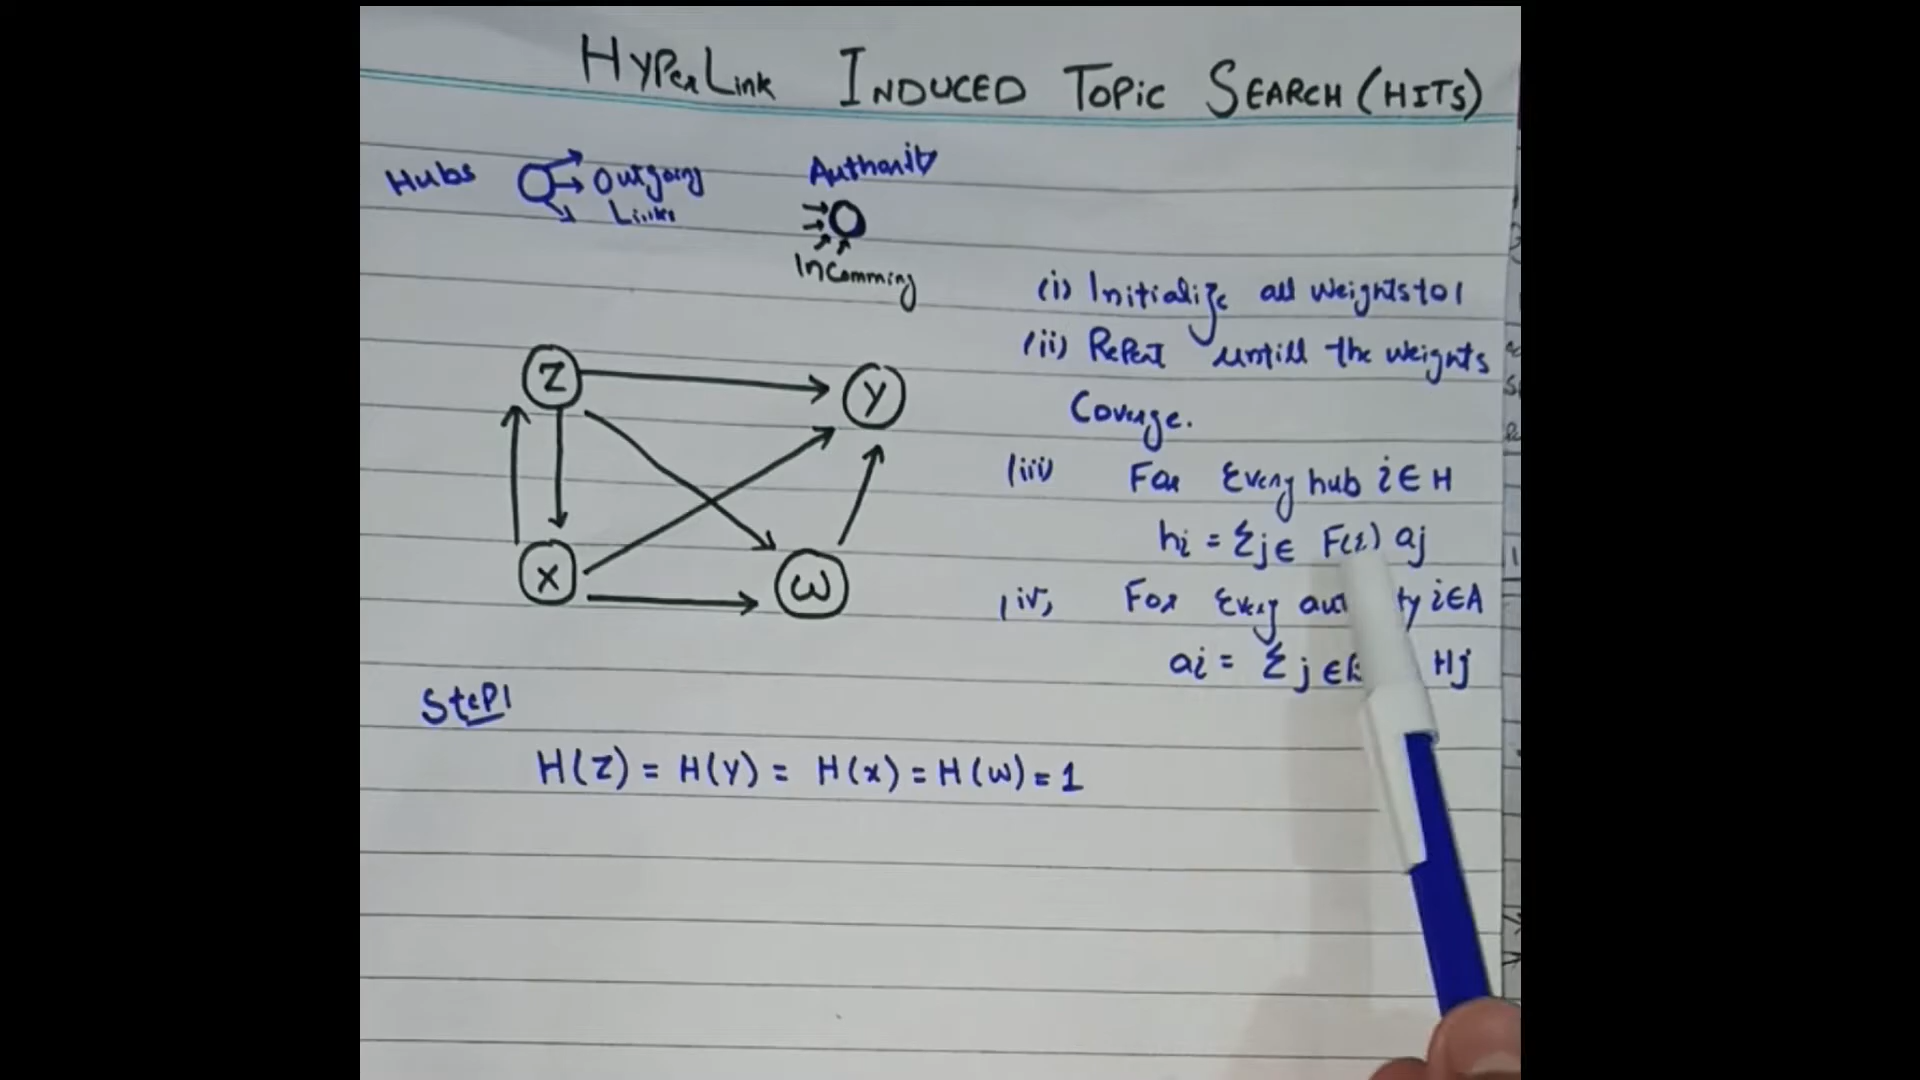 HyPerLink INDUCED TOPIC SEARCH (HITS)
Hubs Outgoing Links
Authority
Incomming
(i) Initialize all weights to 1
(ii) Repeat untill the weights
Coverge.
Z
Y
X
W
(iii) For Every hub i∈H
hi = Σj∈ F(i) aj
(iv) For Every i∈A
ai = Σj∈ Hj
Step1
H(Z) = H(Y) = H(x) = H(w) = 1